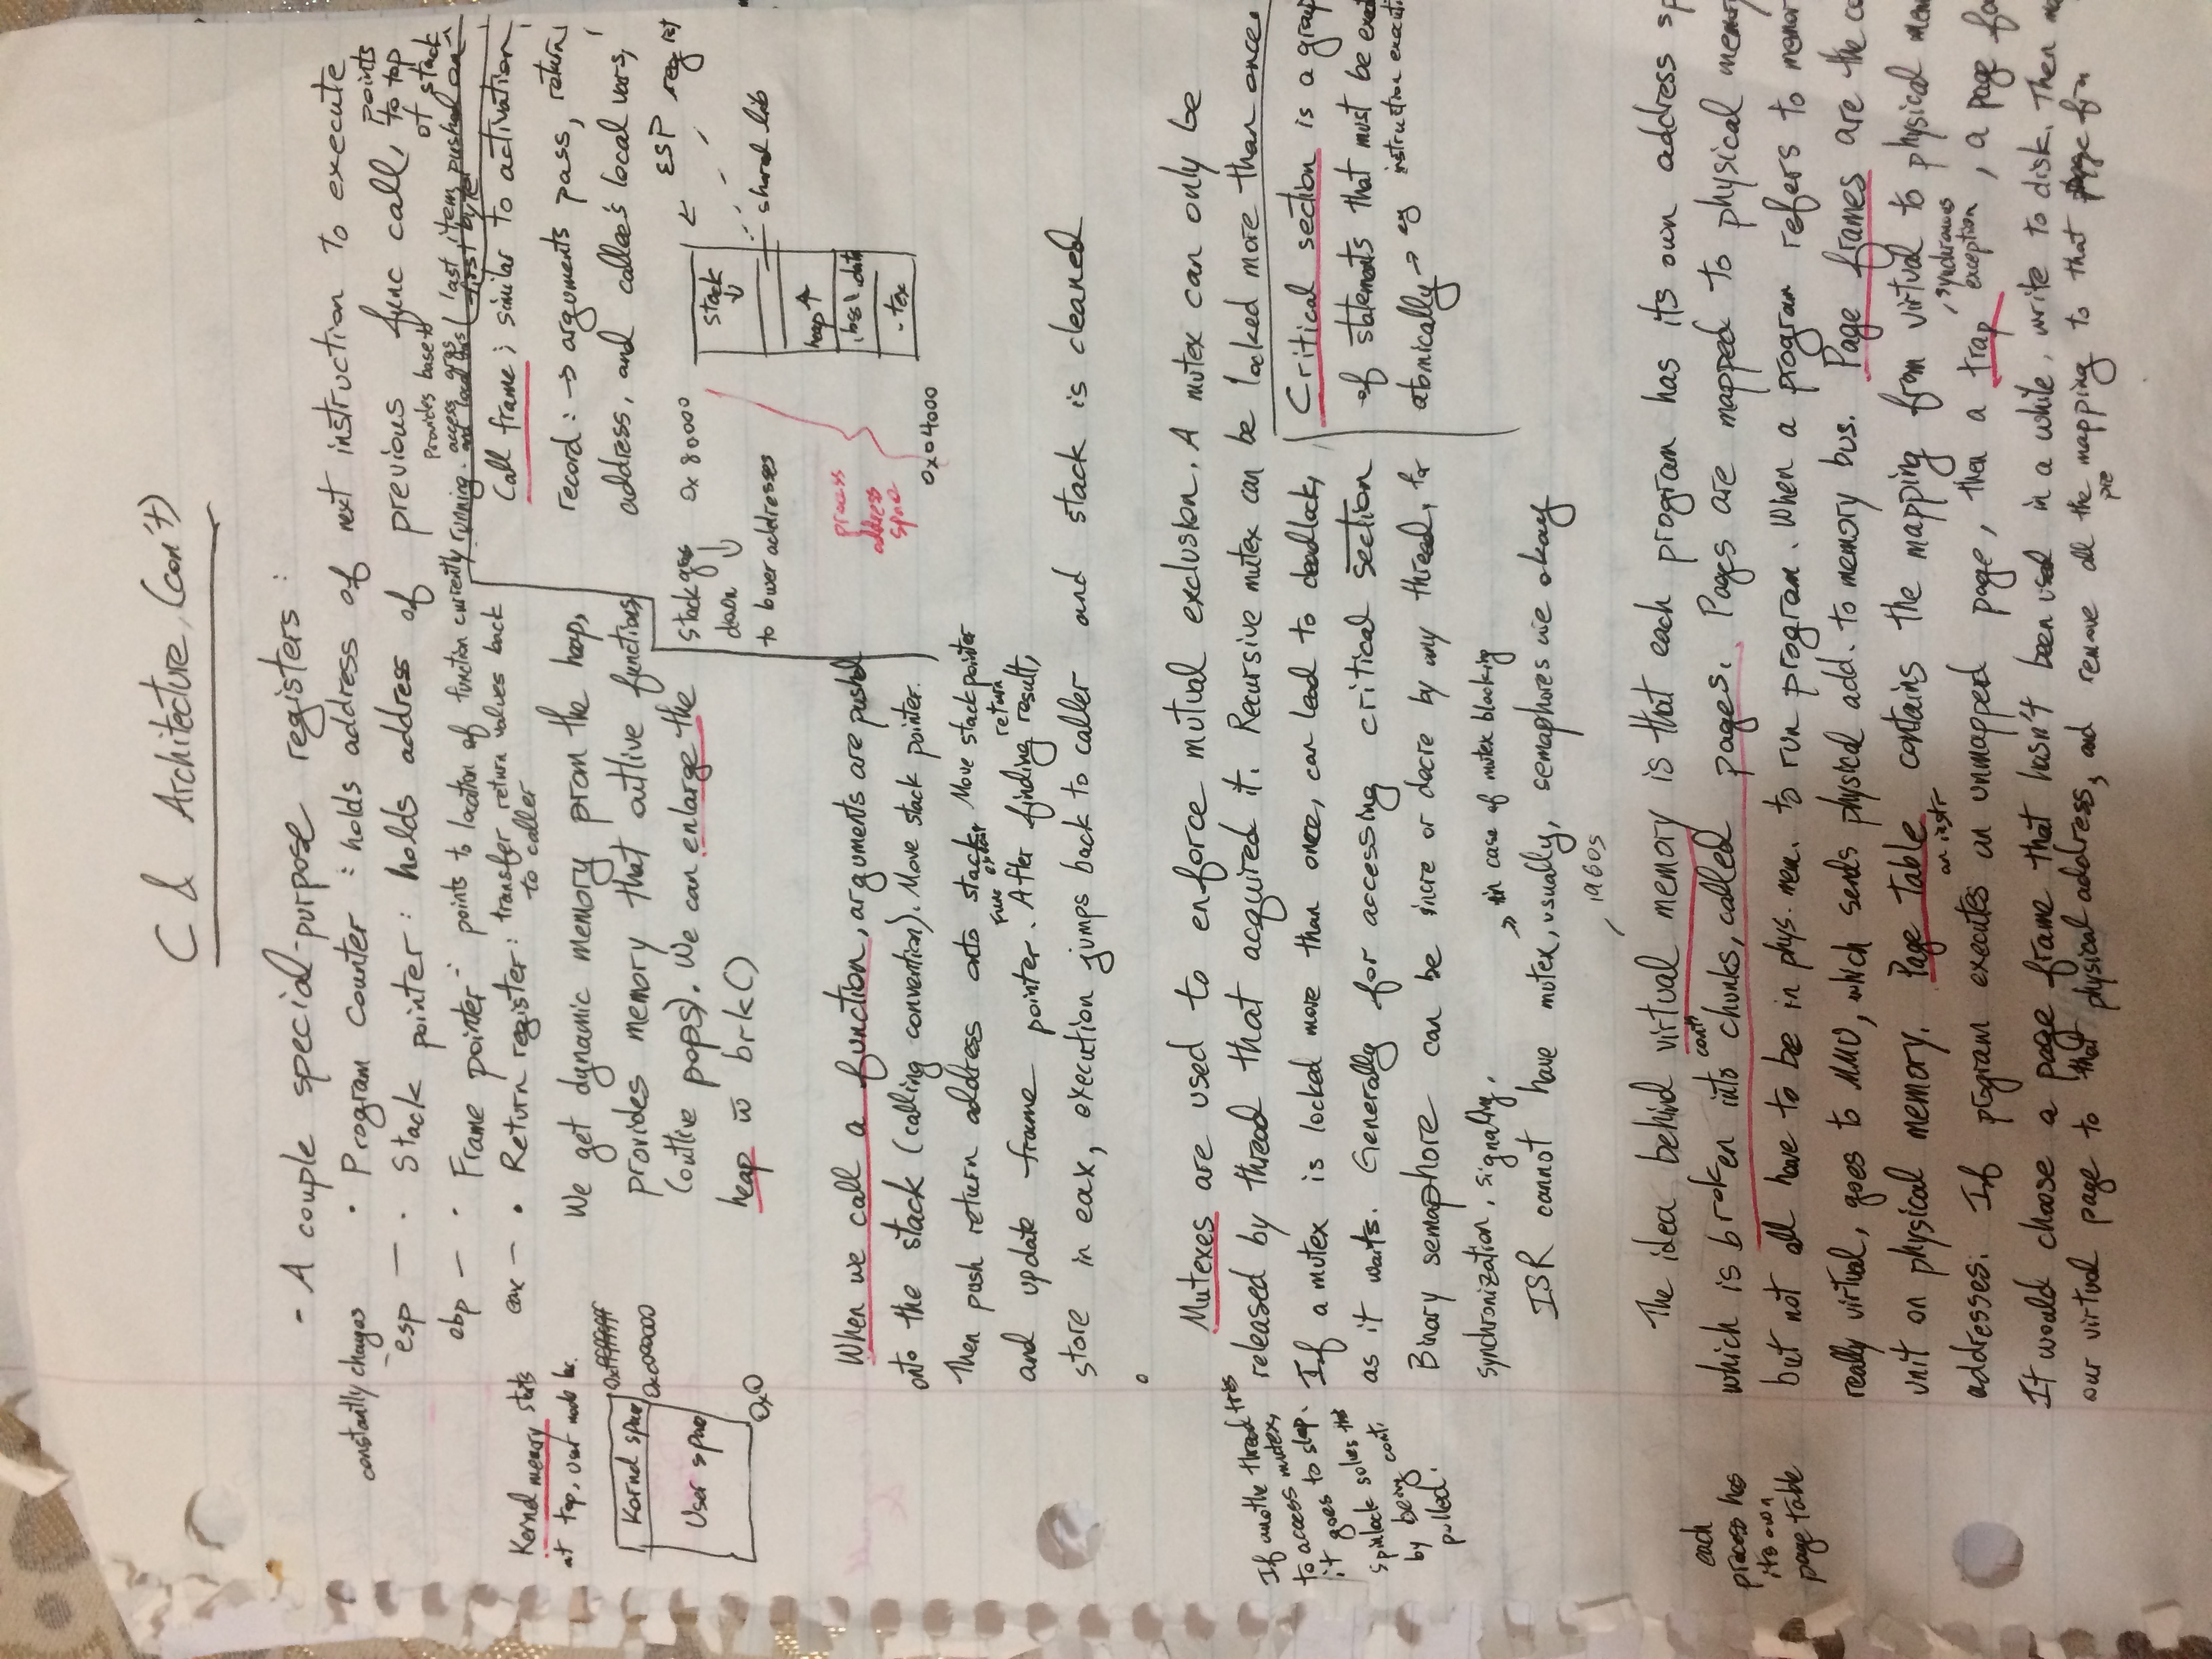 C & Architecture (con't)
- A couple special-purpose registers :
constantly changes
• Program Counter : holds address of next instruction to execute
esp — • Stack pointer : holds address of previous func call, points to top of stack
ebp — • Frame pointer - points to location of function currently running. provides base to access args and local vars
last item pushed on
first byte
eax — • Return register : transfer return values back to caller
Kernel memory starts
at top, user mode
Kernel space
User space
0xffffffff
0xc000000
0x0
We get dynamic memory from the heap,
provides memory that outlive functions
(outlive pops). We can enlarge the
heap w brk()
Call frame ; similar to activation
record : → arguments pass, return
address, and callee's local vars,
stack grows
down ↓
to lower addresses
0x80000
stack
↓
← ESP regist
shared lib
heap ↑
.bss \ .data
.tex
process
address
space
0x04000
When we call a function, arguments are pushed
onto the stack (calling convention). Move stack pointer.
Then push return address onto stack, Move stack pointer
and update frame pointer. Func After finding return result,
store in eax, execution jumps back to caller and stack is cleaned
Mutexes are used to enforce mutual exclusion. A mutex can only be
released by thread that acquired it. Recursive mutex can be locked more than once.
If a mutex is locked more than once, can lead to deadlock,
as it waits. Generally for accessing critical section
Binary semaphore can be incre or decre by any thread, for
synchronization, signaling.
If anothe thread tries
to access mutex,
it goes to sleep.
spinlock solves this
by being cont.
pulled.
Critical section is a group
of statements that must be
atomically → eg instruction
→ in case of mutex blocking
ISR cannot have mutex, usually, semaphores are okay
1960s
The idea behind virtual memory is that each program has its own address sp
which is broken into cont. chunks, called pages. Pages are mapped to physical memory
but not all have to be in phys. mem. to run program. When a program refers to memor
really virtual, goes to MMU, which sends physical add. to memory bus. Page frames are the co
unit on physical memory. Page Table contains the mapping from virtual to physical mem
addresses. If program executes an instr an unmapped page, then a trap, synchronous exception, a page fa
It would choose a page frame that hasn't been used in a while, write to disk. Then ma
our virtual page to that physical address, and remove all the pre mapping to that page fra
each
process has
its own
page table